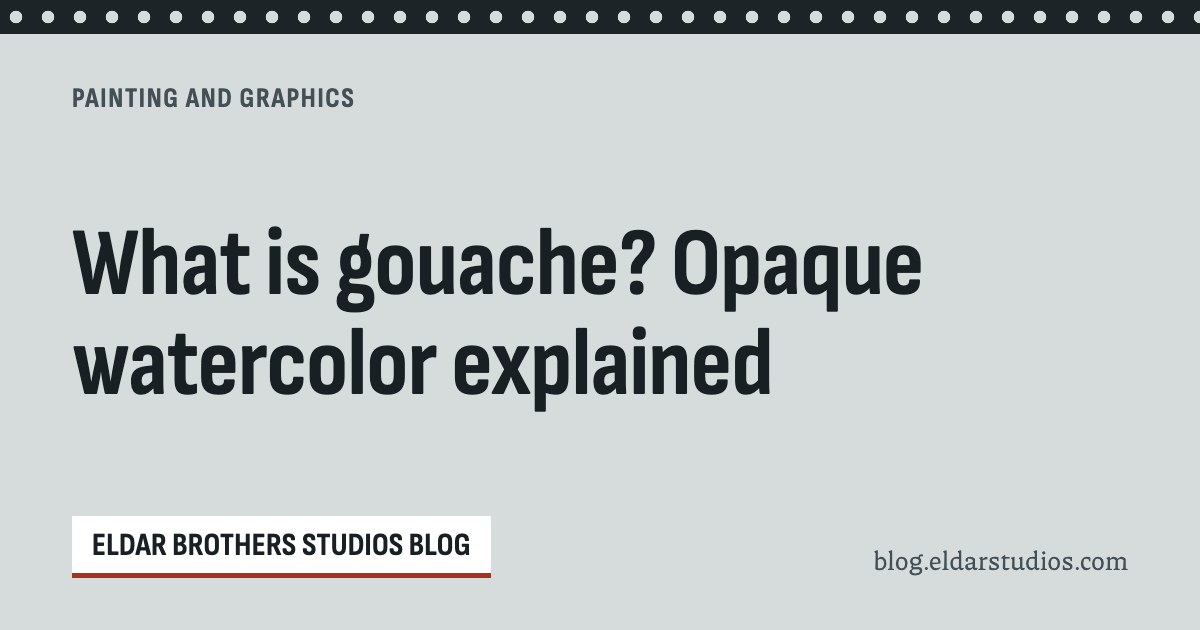 PAINTING AND GRAPHICS
What is gouache? Opaque
watercolor explained
ELDAR BROTHERS STUDIOS BLOG
blog.eldarstudios.com